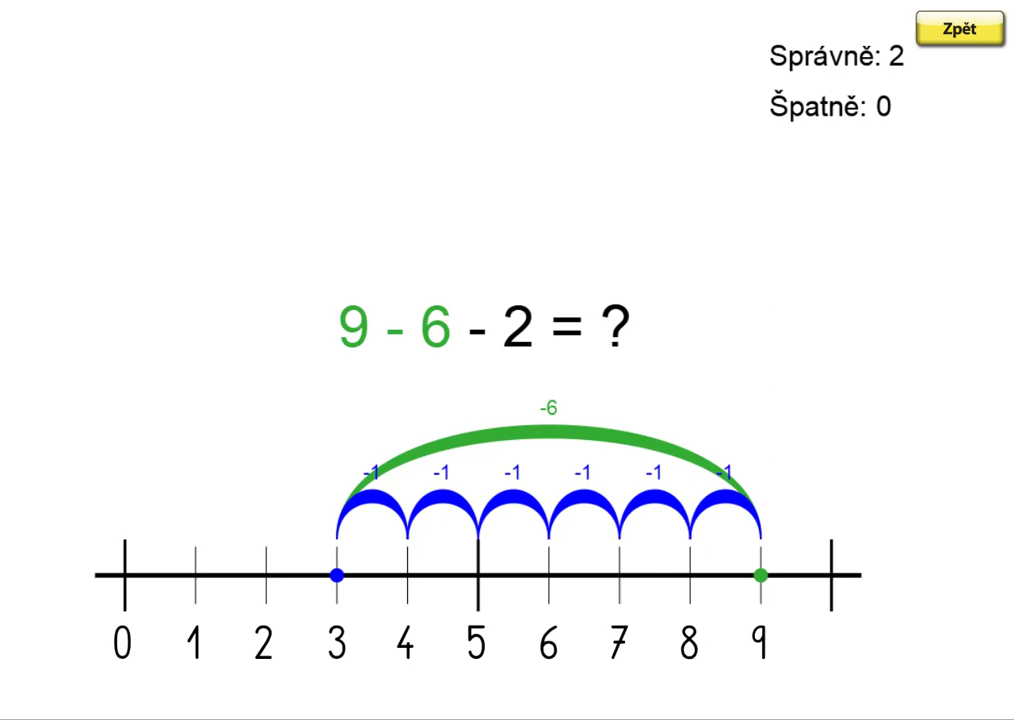 Zpět
Správně: 2
Špatně: 0
9 - 6 - 2 = ?
-6
-1 -1 -1 -1 -1 -1
0 1 2 3 4 5 6 7 8 9